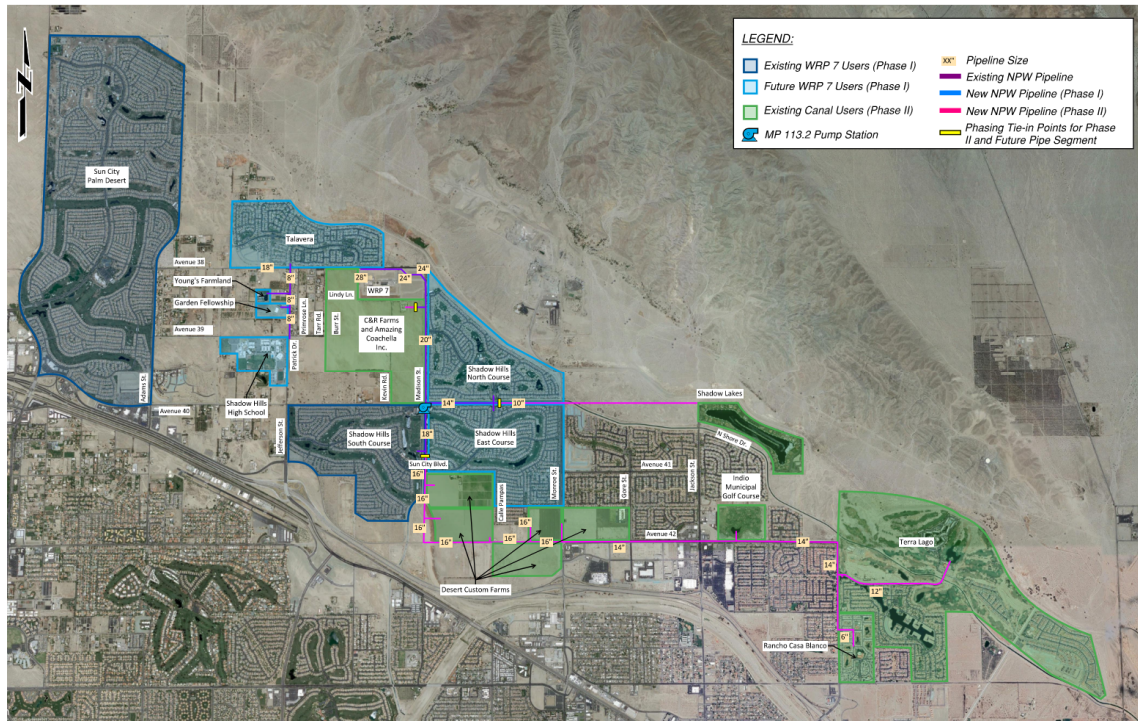 LEGEND:
Existing WRP 7 Users (Phase I)
Future WRP 7 Users (Phase I)
Existing Canal Users (Phase II)
MP 113.2 Pump Station
XX"
Pipeline Size
Existing NPW Pipeline
New NPW Pipeline (Phase I)
New NPW Pipeline (Phase II)
Phasing Tie-in Points for Phase
II and Future Pipe Segment
Sun City
Palm Desert
Talavera
Avenue 38
18"
8"
24"
28"
24"
Young's Farmland
WRP 7
Lindy Ln.
8"
Garden Fellowship
8"
Primrose Ln.
Tarr Rd.
Burr St.
C&R Farms
and Amazing
Coachella
Inc.
Avenue 39
20"
Patrick Dr.
Kevin Rd.
Madison St.
Shadow Hills
North Course
Adams St.
Shadow Hills
High School
Shadow Lakes
14"
10"
Avenue 40
Jefferson St.
Shadow Hills
South Course
18"
Shadow Hills
East Course
N Shore Dr.
Sun City Blvd.
Avenue 41
16"
Calle Pampas
Monroe St.
Gore St.
Jackson St.
Indio
Municipal
Golf Course
16"
16"
16"
16"
16"
16"
14"
Avenue 42
14"
Terra Lago
14"
Desert Custom Farms
12"
6"
Rancho Casa Blanco